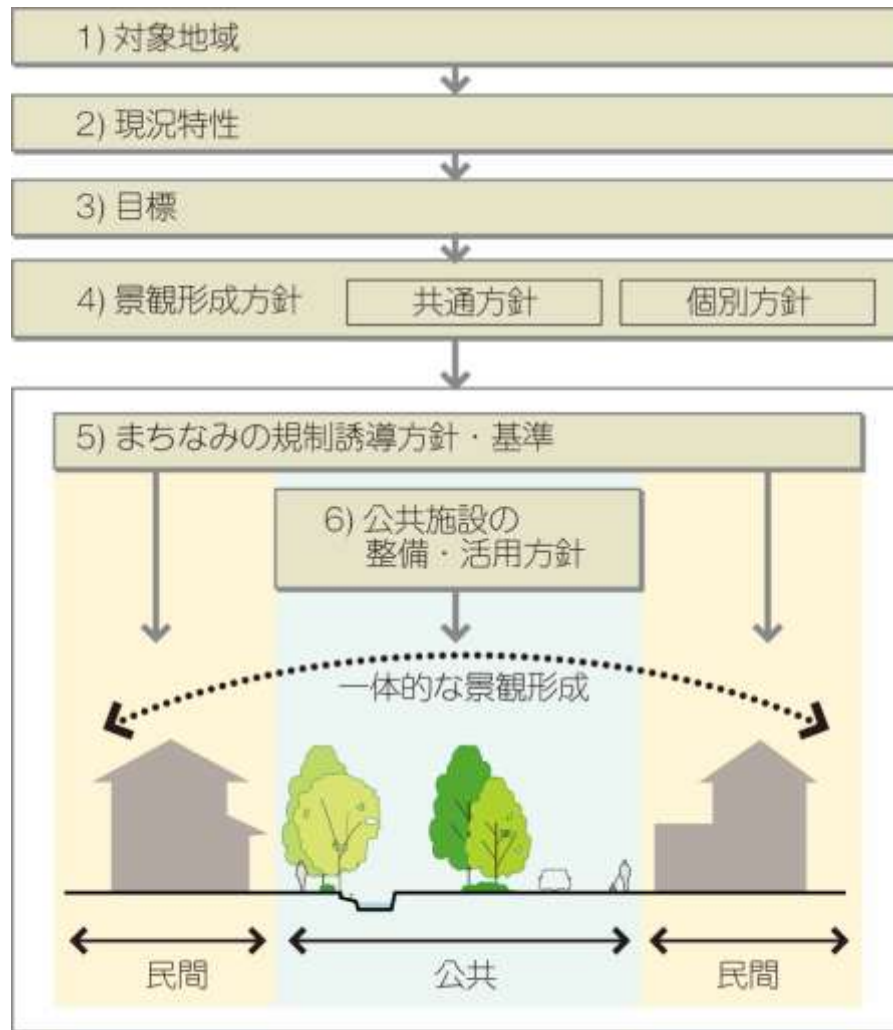 1) 対象地域
2) 現況特性
3) 目標
4) 景観形成方針 共通方針 個別方針
5) まちなみの規制誘導方針・基準
6) 公共施設の
整備・活用方針
一体的な景観形成
民間 公共 民間